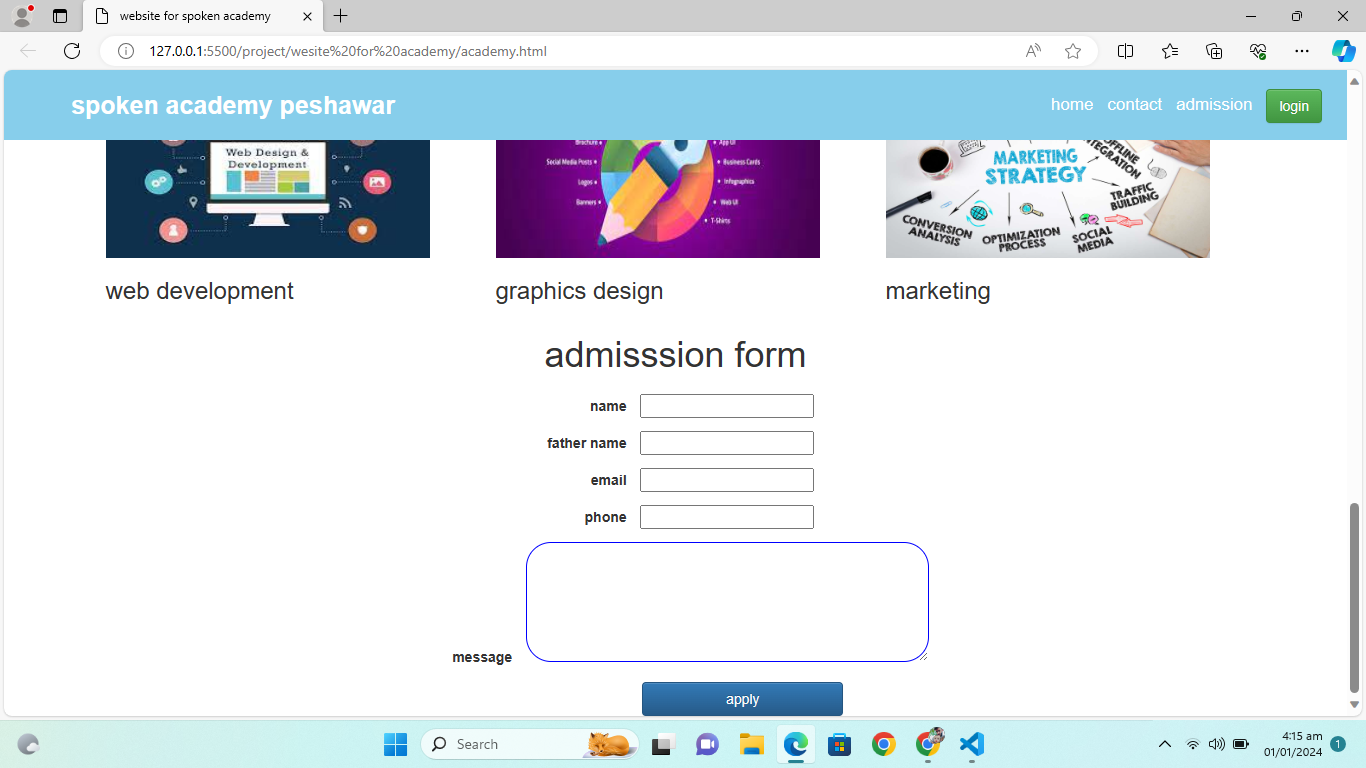 website for spoken academy
127.0.0.1:5500/project/wesite%20for%20academy/academy.html
spoken academy peshawar
home contact admission login
Web Design &
Development
Brochure
Social Media Posts
Logos
Banners
App UI
Business Cards
Infographics
Web UI
T-Shirts
MARKETING
STRATEGY
OFFLINE
INTEGRATION
TRAFFIC
BUILDING
CONVERSION
ANALYSIS
OPTIMIZATION
PROCESS
SOCIAL
MEDIA
web development
graphics design
marketing
admisssion form
name
father name
email
phone
message
apply
Search
4:15 am
01/01/2024
1